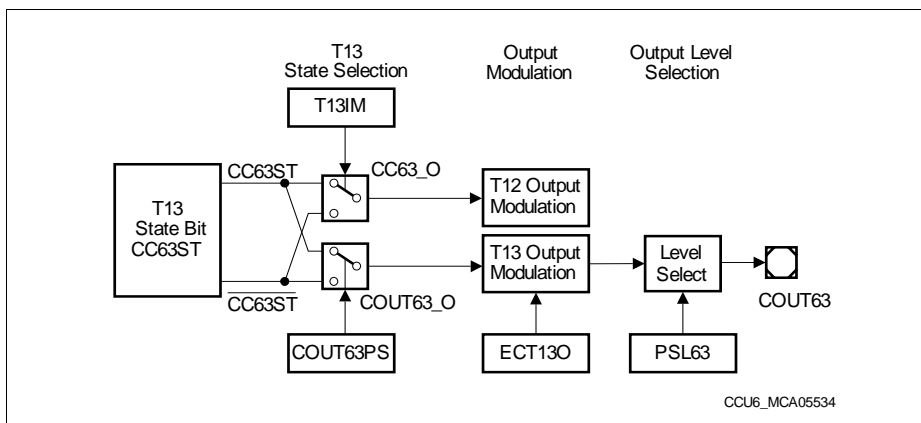 T13
State Selection
Output
Modulation
Output Level
Selection
T13IM
CC63ST
CC63_O
T13
State Bit
CC63ST
T12 Output
Modulation
T13 Output
Modulation
Level
Select
CC63ST
COUT63_O
COUT63
COUT63PS
ECT13O
PSL63
CCU6_MCA05534